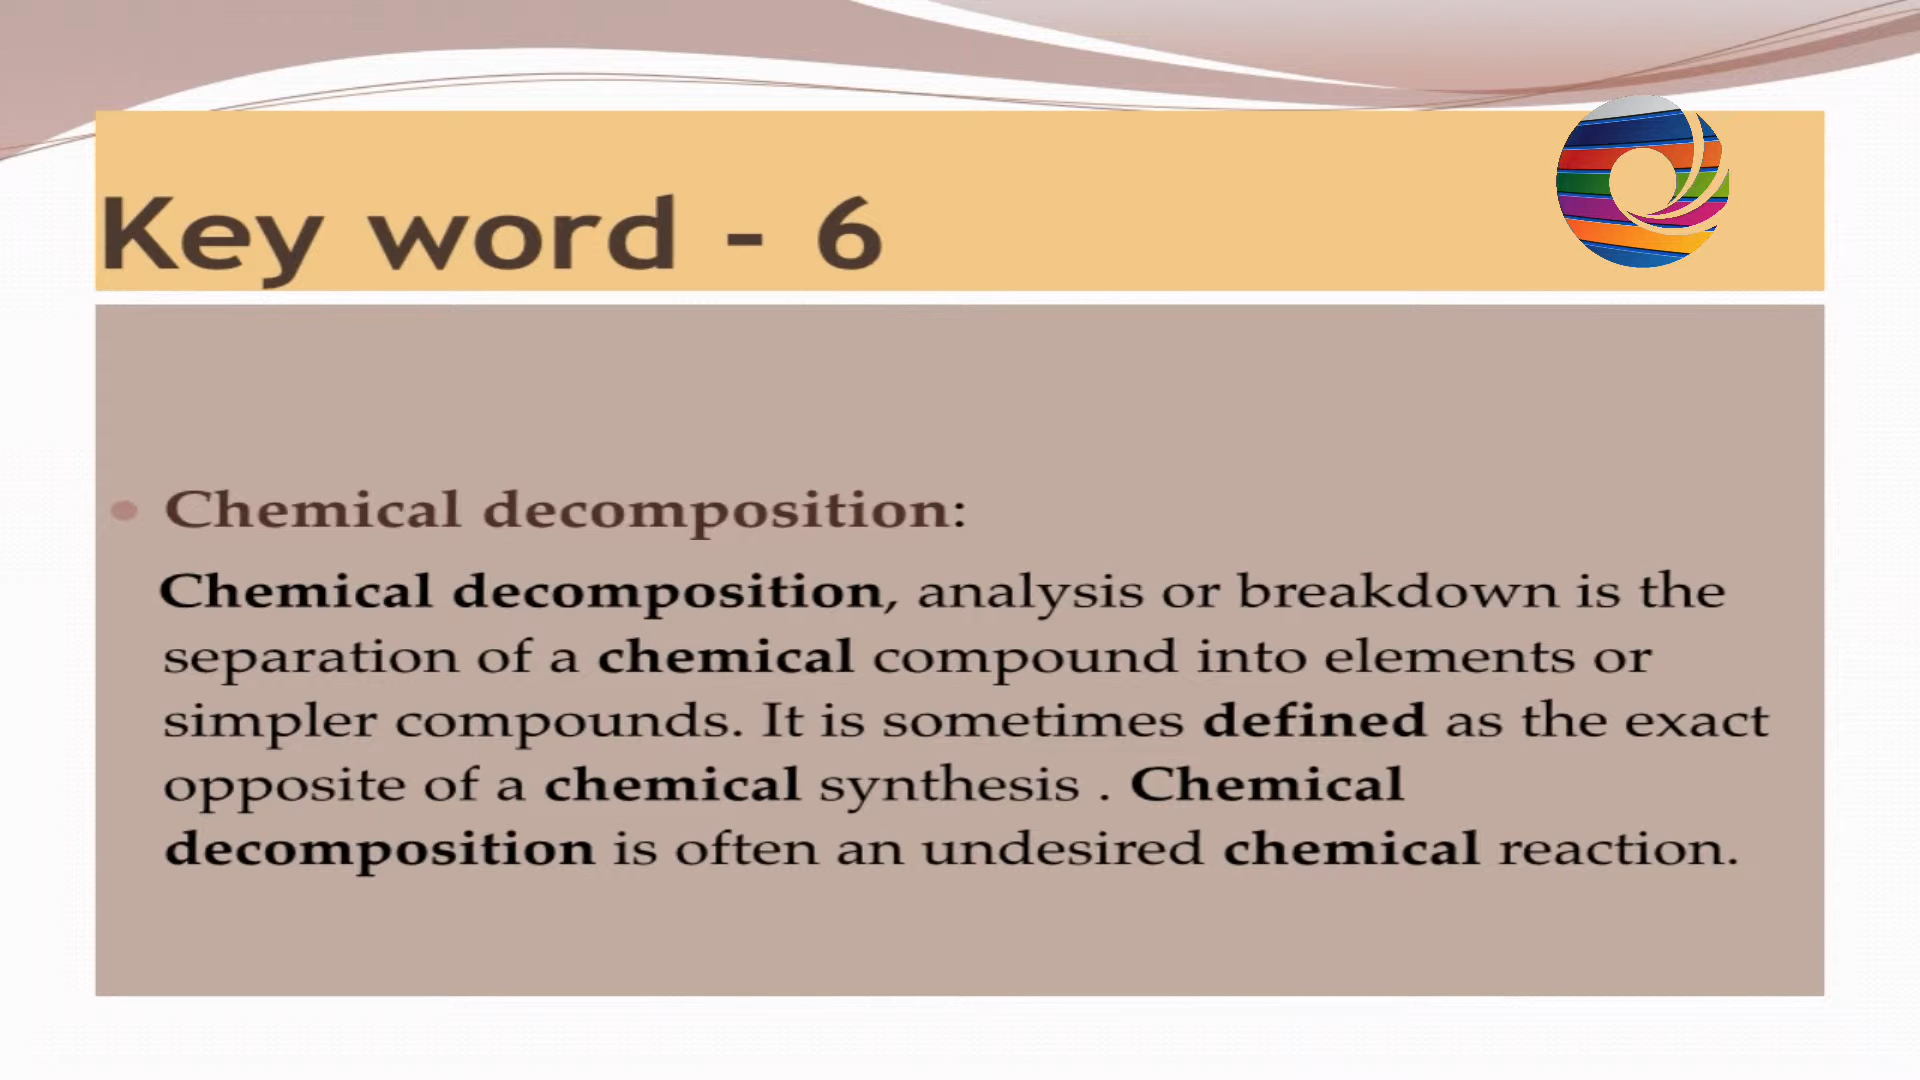 Key word - 6
Chemical decomposition:
Chemical decomposition, analysis or breakdown is the
separation of a chemical compound into elements or
simpler compounds. It is sometimes defined as the exact
opposite of a chemical synthesis . Chemical
decomposition is often an undesired chemical reaction.